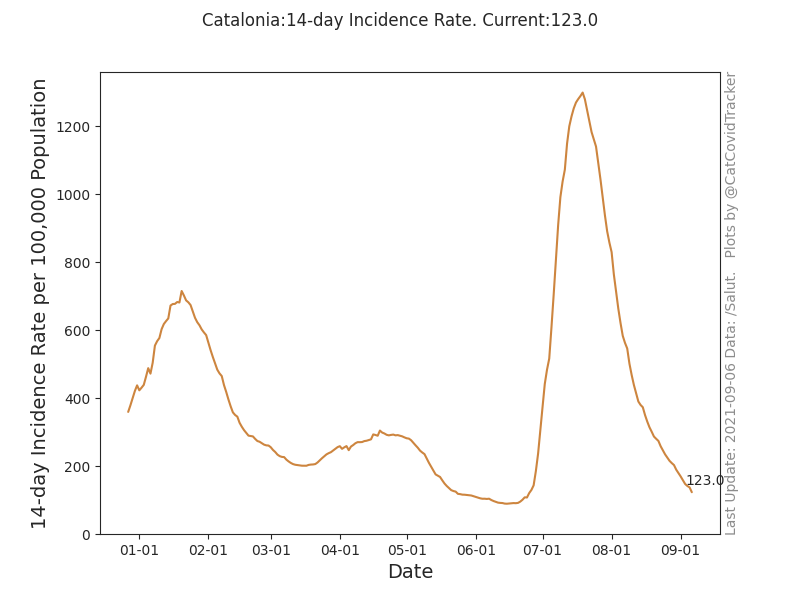 Catalonia:14-day Incidence Rate. Current:123.0
14-day Incidence Rate per 100,000 Population
1200
1000
800
600
400
200
0
123.0
01-01 02-01 03-01 04-01 05-01 06-01 07-01 08-01 09-01
Date
Last Update: 2021-09-06 Data: /Salut. Plots by @CatCovidTracker